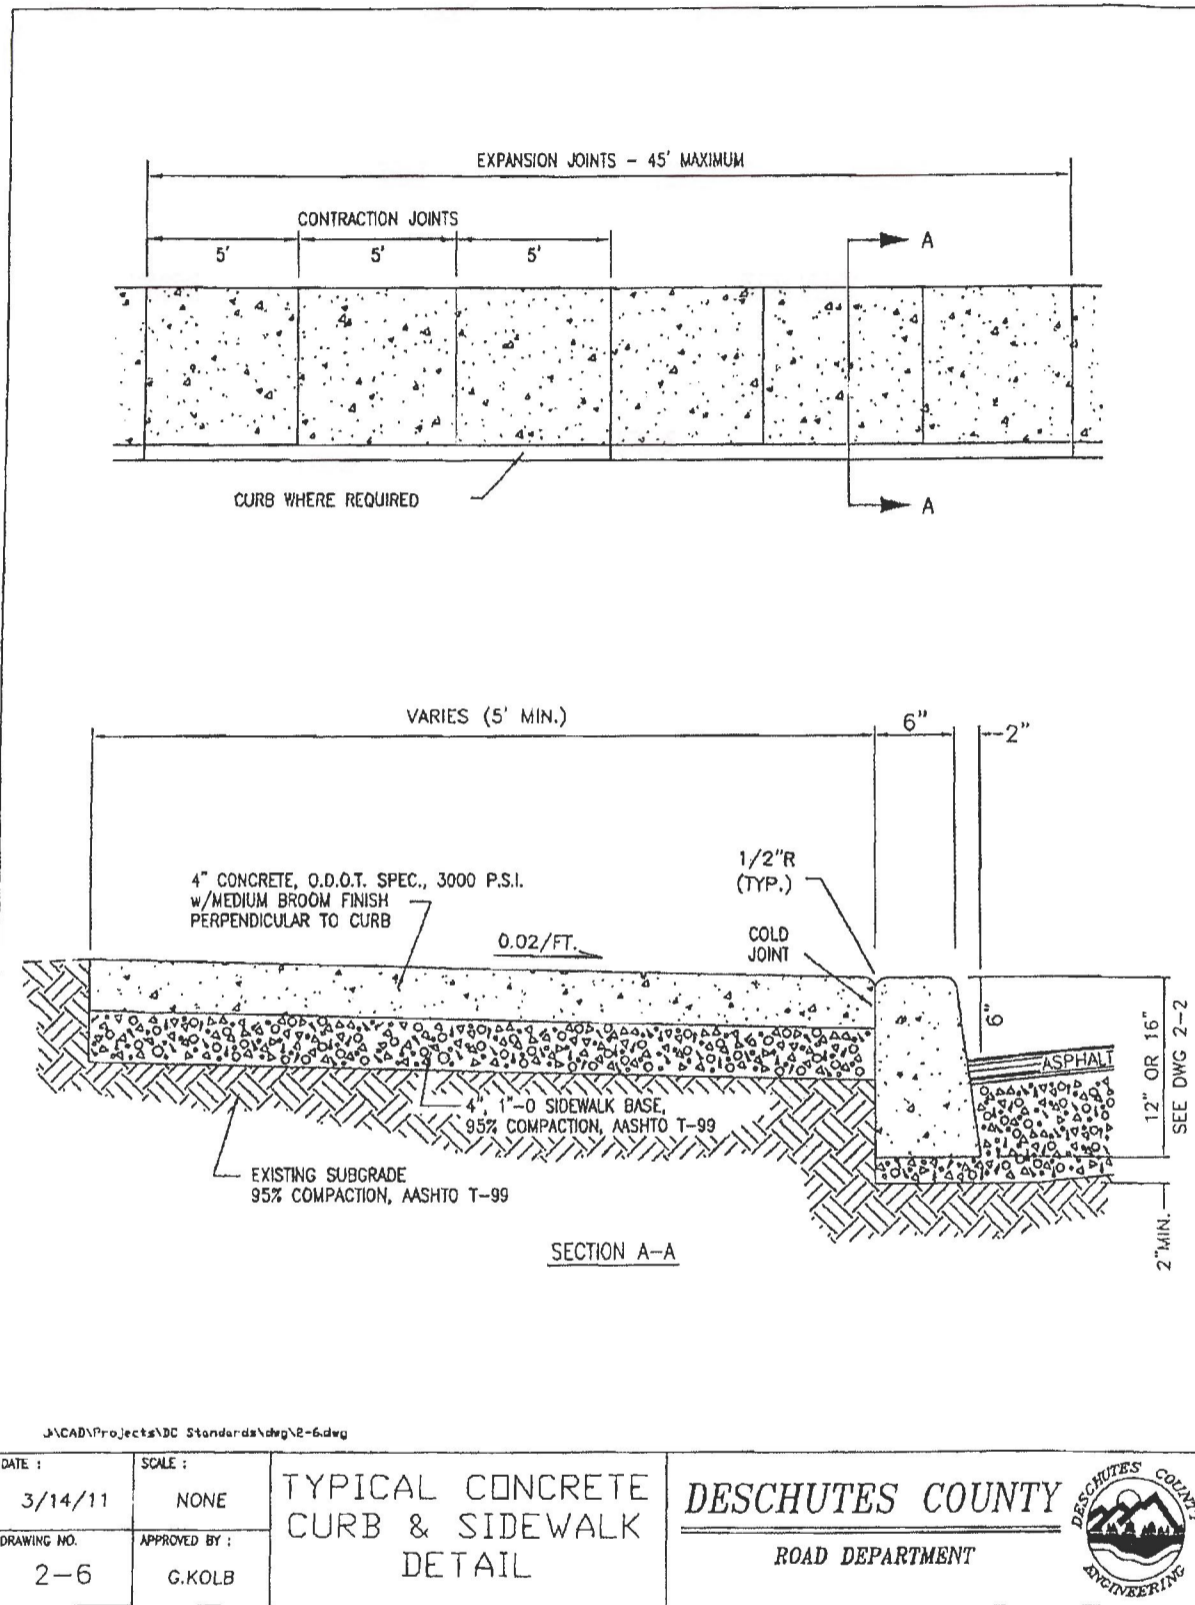 EXPANSION JOINTS - 45' MAXIMUM
CONTRACTION JOINTS
5' 5' 5'
A
CURB WHERE REQUIRED
A
VARIES (5' MIN.)
6"
2"
1/2"R
(TYP.)
4" CONCRETE, O.D.O.T. SPEC., 3000 P.S.I.
w/MEDIUM BROOM FINISH
PERPENDICULAR TO CURB
COLD
JOINT
0.02/FT.
6"
ASPHALT
12" OR 16"
SEE DWG 2-2
4", 1"-0 SIDEWALK BASE,
95% COMPACTION, AASHTO T-99
EXISTING SUBGRADE
95% COMPACTION, AASHTO T-99
2"MIN.
SECTION A-A
J:\CAD\Projects\DC Standards\dwg\2-6.dwg
DATE :
3/14/11
SCALE :
NONE
DRAWING NO.
2-6
APPROVED BY :
G.KOLB
TYPICAL CONCRETE
CURB & SIDEWALK
DETAIL
DESCHUTES COUNTY
ROAD DEPARTMENT
DESCHUTES COUNTY
ENGINEERING